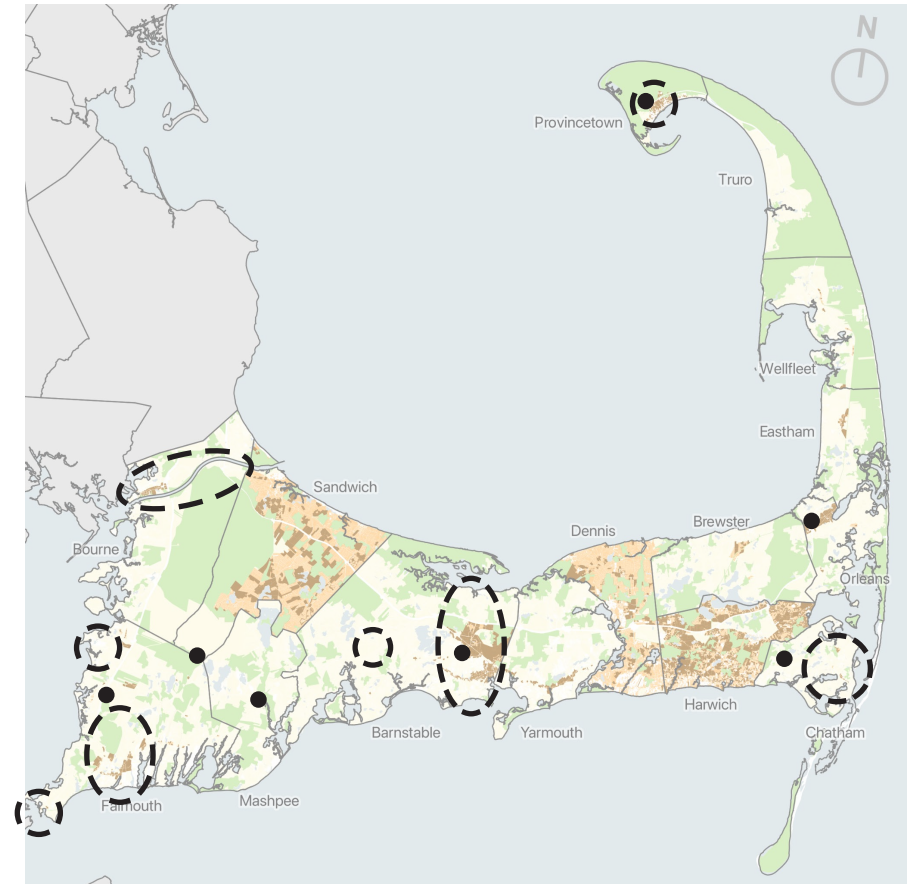 N
Provincetown
Truro
Wellfleet
Eastham
Sandwich
Dennis
Brewster
Bourne
Orleans
Harwich
Barnstable
Yarmouth
Chatham
Mashpee
Falmouth